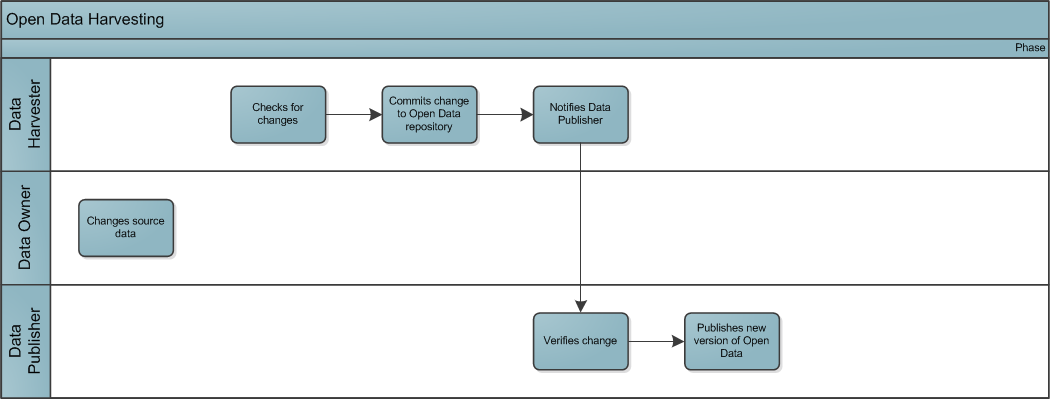 Open Data Harvesting
Phase
Data
Harvester
Checks for
changes
Commits change
to Open Data
repository
Notifies Data
Publisher
Data Owner
Changes source
data
Data
Publisher
Verifies change
Publishes new
version of Open
Data